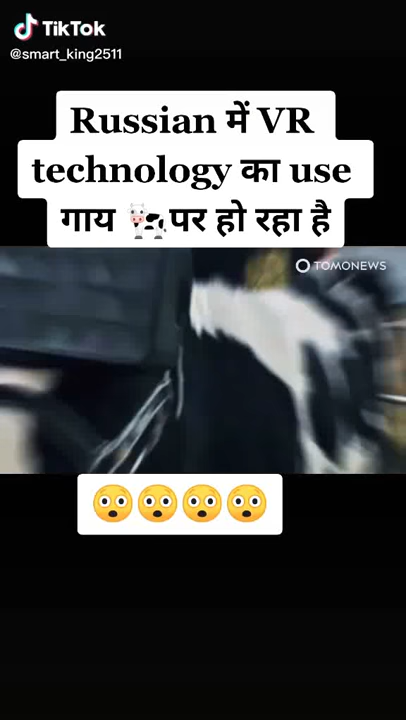 TikTok
@smart_king2511
Russian में VR
technology का use
गाय 🐄पर हो रहा है
TOMONEWS
😳😳😳😳